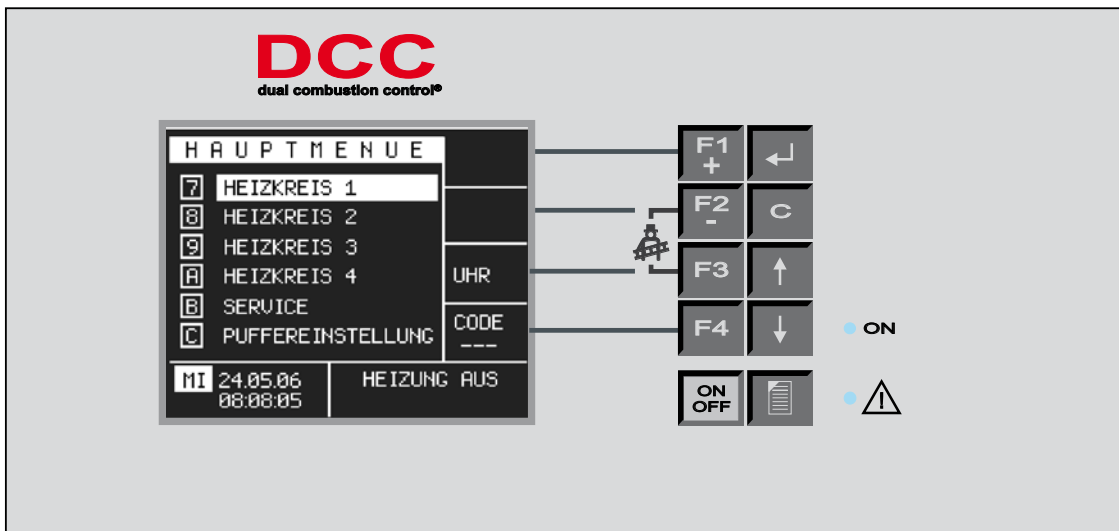 DCC
dual combustion control®
HAUPTMENUE
7 HEIZKREIS 1
8 HEIZKREIS 2
9 HEIZKREIS 3
A HEIZKREIS 4
B SERVICE
C PUFFEREINSTELLUNG
UHR
CODE
---
MI 24.05.06
08:08:05
HEIZUNG AUS
F1
+
F2
-
C
F3
F4
ON
ON
OFF